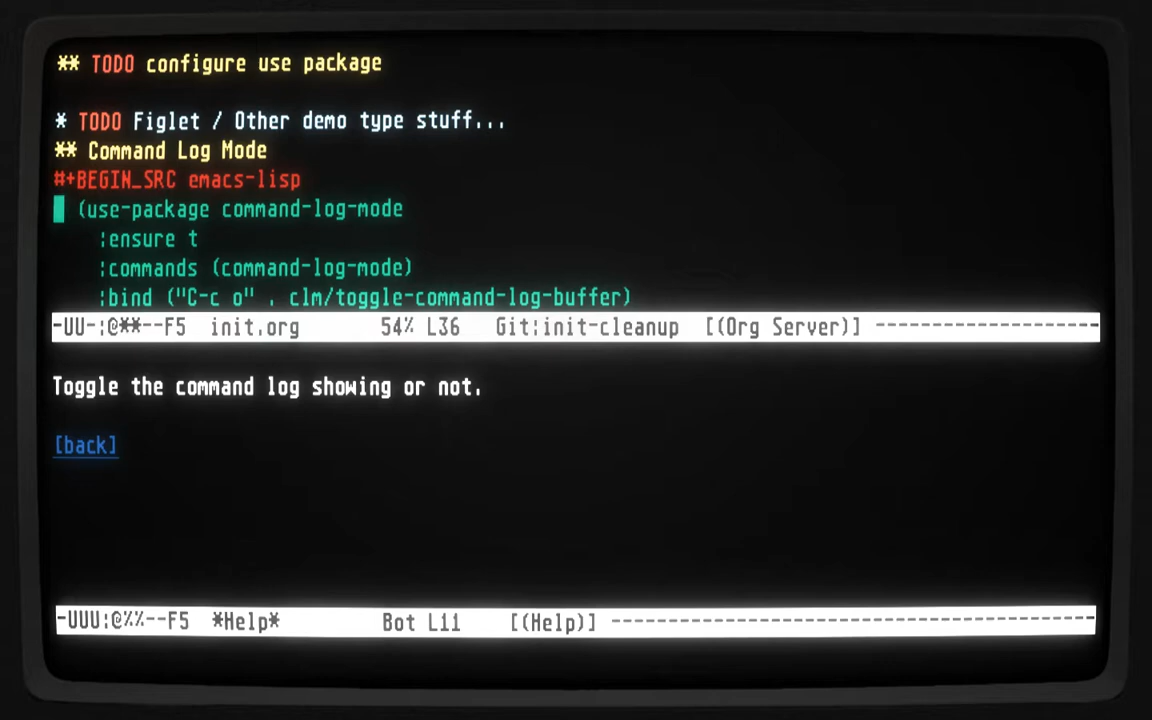 ** TODO configure use package
* TODO Figlet / Other demo type stuff...
** Command Log Mode
#+BEGIN_SRC emacs-lisp
(use-package command-log-mode
:ensure t
:commands (command-log-mode)
:bind ("C-c o" . clm/toggle-command-log-buffer)
-UU-:@**--F5 init.org 54% L36 Git:init-cleanup [(Org Server)] -------------------
Toggle the command log showing or not.
[back]
-UUU:@%%--F5 *Help* Bot L11 [(Help)] -----------------------------------------